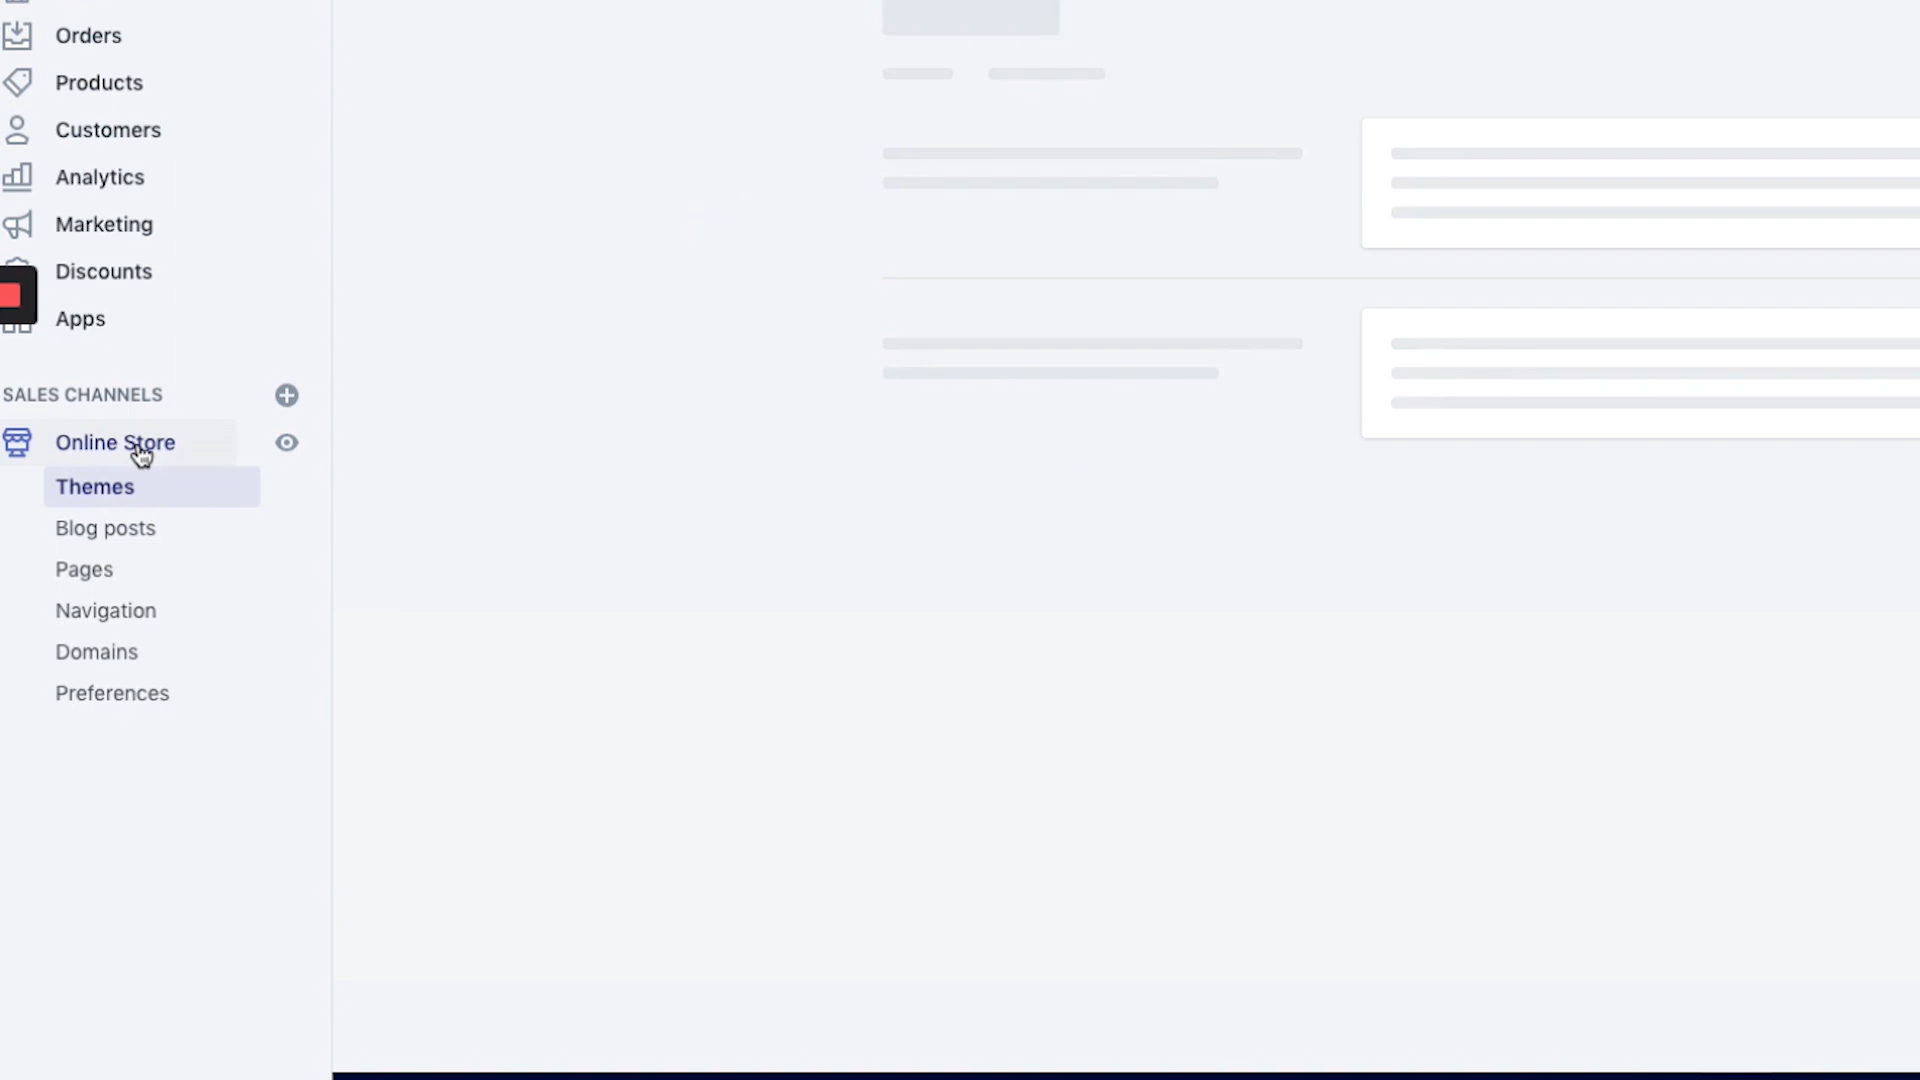 Orders
Products
Customers
Analytics
Marketing
Discounts
Apps
SALES CHANNELS
Online Store
Themes
Blog posts
Pages
Navigation
Domains
Preferences